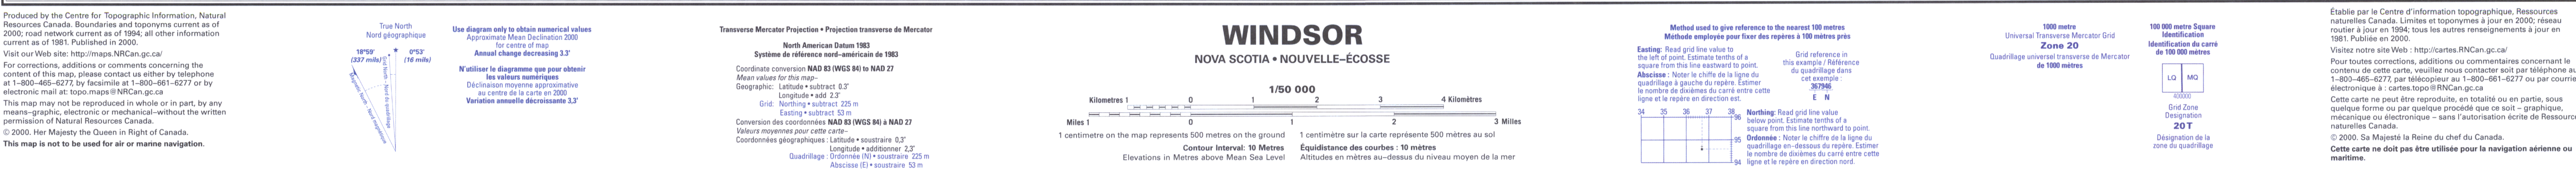 Produced by the Centre for Topographic Information, Natural
Resources Canada. Boundaries and toponyms current as of
2000; road network current as of 1994; all other information
current as of 1981. Published in 2000.
Visit our Web site: http://maps.NRCan.gc.ca/
For corrections, additions or comments concerning the
content of this map, please contact us either by telephone
at 1–800–465–6277, by facsimile at 1–800–661–6277 or by
electronic mail at: topo.maps@NRCan.gc.ca
This map may not be reproduced in whole or in part, by any
means–graphic, electronic or mechanical–without the written
permission of Natural Resources Canada.
© 2000. Her Majesty the Queen in Right of Canada.
This map is not to be used for air or marine navigation.
True North
Nord géographique
18°59'
(337 mils)
0°53'
(16 mils)
Grid North - Nord du quadrillage
Magnetic North - Nord magnétique
Use diagram only to obtain numerical values
Approximate Mean Declination 2000
for centre of map
Annual change decreasing 3.3'
N'utiliser le diagramme que pour obtenir
les valeurs numériques
Déclinaison moyenne approximative
au centre de la carte en 2000
Variation annuelle décroissante 3,3'
Transverse Mercator Projection • Projection transverse de Mercator
North American Datum 1983
Système de référence nord–américain de 1983
Coordinate conversion NAD 83 (WGS 84) to NAD 27
Mean values for this map–
Geographic: Latitude • subtract 0.3"
Longitude • add 2.3"
Grid: Northing • subtract 225 m
Easting • subtract 53 m
Conversion des coordonnées NAD 83 (WGS 84) à NAD 27
Valeurs moyennes pour cette carte–
Coordonnées géographiques : Latitude • soustraire 0,3"
Longitude • additionner 2,3"
Quadrillage : Ordonnée (N) • soustraire 225 m
Abscisse (E) • soustraire 53 m
WINDSOR
NOVA SCOTIA • NOUVELLE–ÉCOSSE
1/50 000
Kilometres 1 0 1 2 3 4 Kilomètres
Miles 1 0 1 2 3 Milles
1 centimetre on the map represents 500 metres on the ground
1 centimètre sur la carte représente 500 mètres au sol
Contour Interval: 10 Metres
Équidistance des courbes : 10 mètres
Elevations in Metres above Mean Sea Level
Altitudes en mètres au–dessus du niveau moyen de la mer
Method used to give reference to the nearest 100 metres
Méthode employée pour fixer des repères à 100 mètres près
Easting: Read grid line value to
the left of point. Estimate tenths of a
square from this line eastward to point.
Abscisse : Noter le chiffe de la ligne du
quadrillage à gauche du repère. Estimer
le nombre de dixièmes du carré entre cette
ligne et le repère en direction est.
Grid reference in
this example / Référence
du quadrillage dans
cet exemple :
367946
E N
34 35 36 37 38
96
95
94
Northing: Read grid line value
below point. Estimate tenths of a
square from this line northward to point.
Ordonnée : Noter le chiffre de la ligne du
quadrillage en–dessous du repère. Estimer
le nombre de dixièmes du carré entre cette
ligne et le repère en direction nord.
1000 metre
Universal Transverse Mercator Grid
Zone 20
Quadrillage universel transverse de Mercator
de 1000 mètres
100 000 metre Square
Identification
Identification du carré
de 100 000 mètres
LQ MQ
400000
Grid Zone
Designation
20T
Désignation de la
zone du quadrillage
Établie par le Centre d'information topographique, Ressources
naturelles Canada. Limites et toponymes à jour en 2000; réseau
routier à jour en 1994; tous les autres renseignements à jour en
1981. Publiée en 2000.
Visitez notre site Web : http://cartes.RNCan.gc.ca/
Pour toutes corrections, additions ou commentaires concernant le
contenu de cette carte, veuillez nous contacter soit par téléphone au
1–800–465–6277, par télécopieur au 1–800–661–6277 ou par courrie
électronique à : cartes.topo@RNCan.gc.ca
Cette carte ne peut être reproduite, en totalité ou en partie, sous
quelque forme ou par quelque procédé que ce soit – graphique,
mécanique ou électronique – sans l'autorisation écrite de Ressource
naturelles Canada.
© 2000. Sa Majesté la Reine du chef du Canada.
Cette carte ne doit pas être utilisée pour la navigation aérienne ou
maritime.